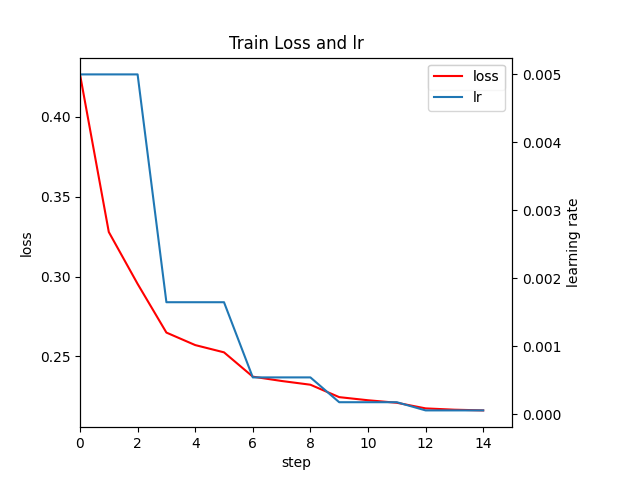 Train Loss and lr
loss
lr
0.40
0.35
0.30
0.25
loss
0.005
0.004
0.003
0.002
0.001
0.000
learning rate
0 2 4 6 8 10 12 14
step